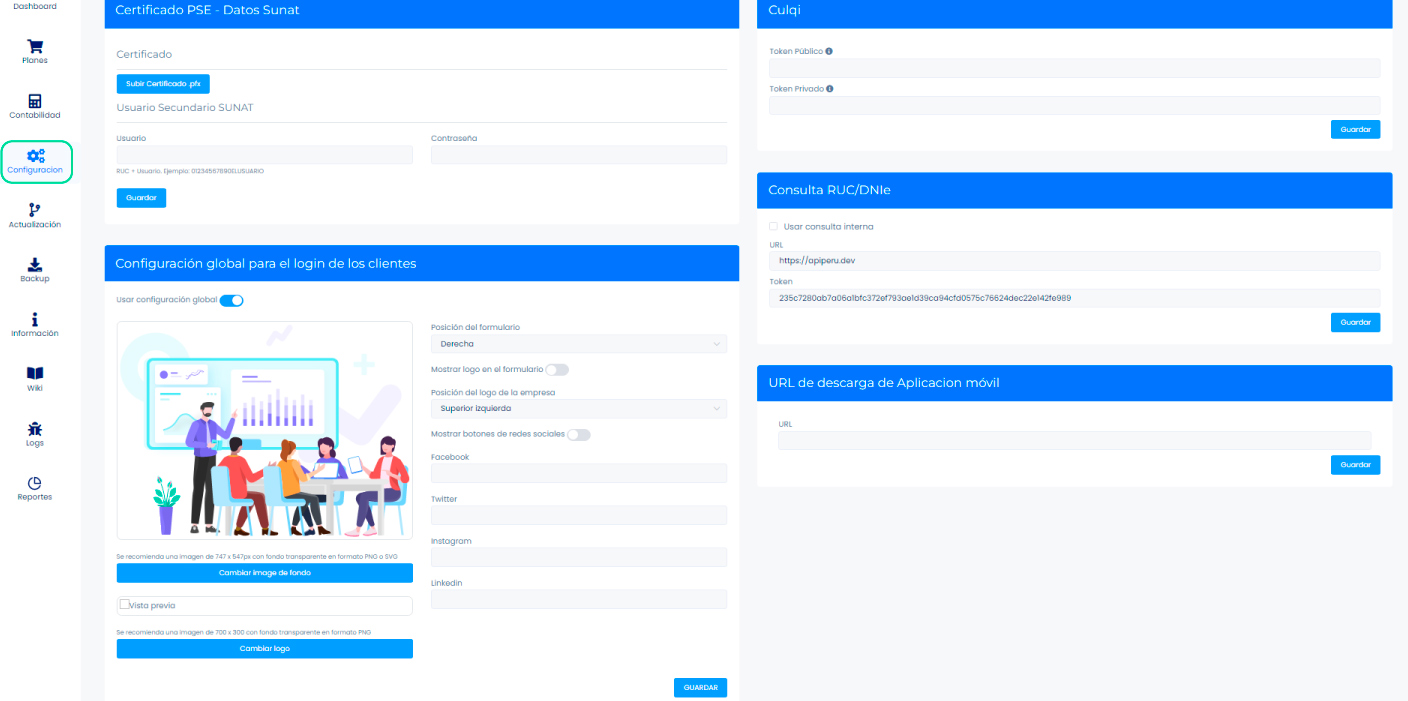 Dashboard
Planes
Contabilidad
Configuracion
Actualización
Backup
Información
Wiki
Logs
Reportes
Certificado PSE - Datos Sunat
Certificado
Subir Certificado .pfx
Usuario Secundario SUNAT
Usuario
Contraseña
RUC + Usuario. Ejemplo: 01234567890ELUSUARIO
Guardar
Configuración global para el login de los clientes
Usar configuración global
Se recomienda una imagen de 747 x 547px con fondo transparente en formato PNG o SVG
Cambiar image de fondo
Vista previa
Se recomienda una imagen de 700 x 300 con fondo transparente en formato PNG
Cambiar logo
Posición del formulario
Derecha
Mostrar logo en el formulario
Posición del logo de la empresa
Superior izquierda
Mostrar botones de redes sociales
Facebook
Twitter
Instagram
Linkedin
GUARDAR
Culqi
Token Público
Token Privado
Guardar
Consulta RUC/DNIe
Usar consulta interna
URL
https://apiperu.dev
Token
235c7280ab7a06a1bfc372ef793ae1d39ca94cfd0575c76624dec22e142fe989
Guardar
URL de descarga de Aplicacion móvil
URL
Guardar